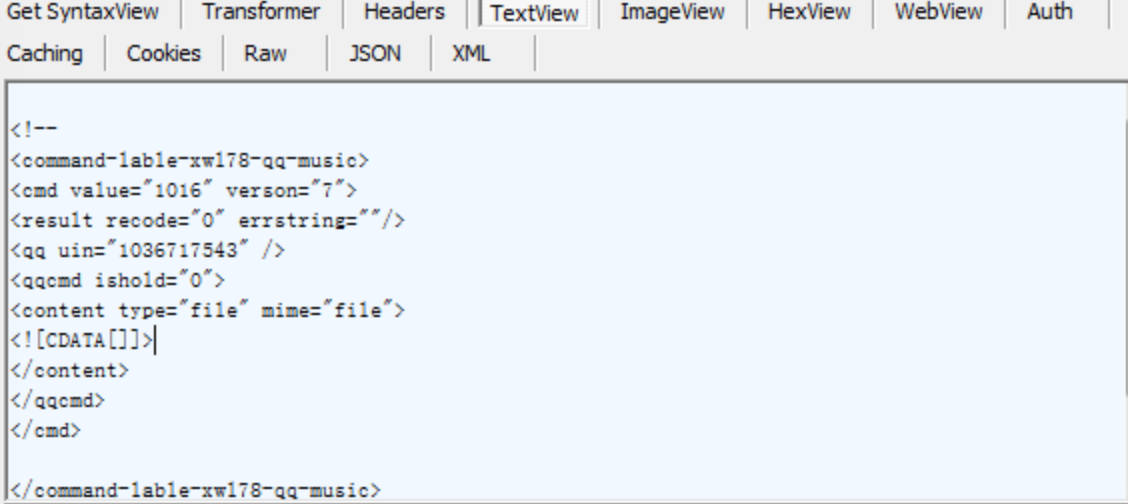 Get SyntaxView Transformer Headers TextView ImageView HexView WebView Auth
Caching Cookies Raw JSON XML
<!--
<command-lable-xwl78-qq-music>
<cmd value="1016" verson="7">
<result recode="0" errstring=""/>
<qq uin="1036717543" />
<qqcmd ishold="0">
<content type="file" mime="file">
<![CDATA[]]>
</content>
</qqcmd>
</cmd>
</command-lable-xwl78-qq-music>